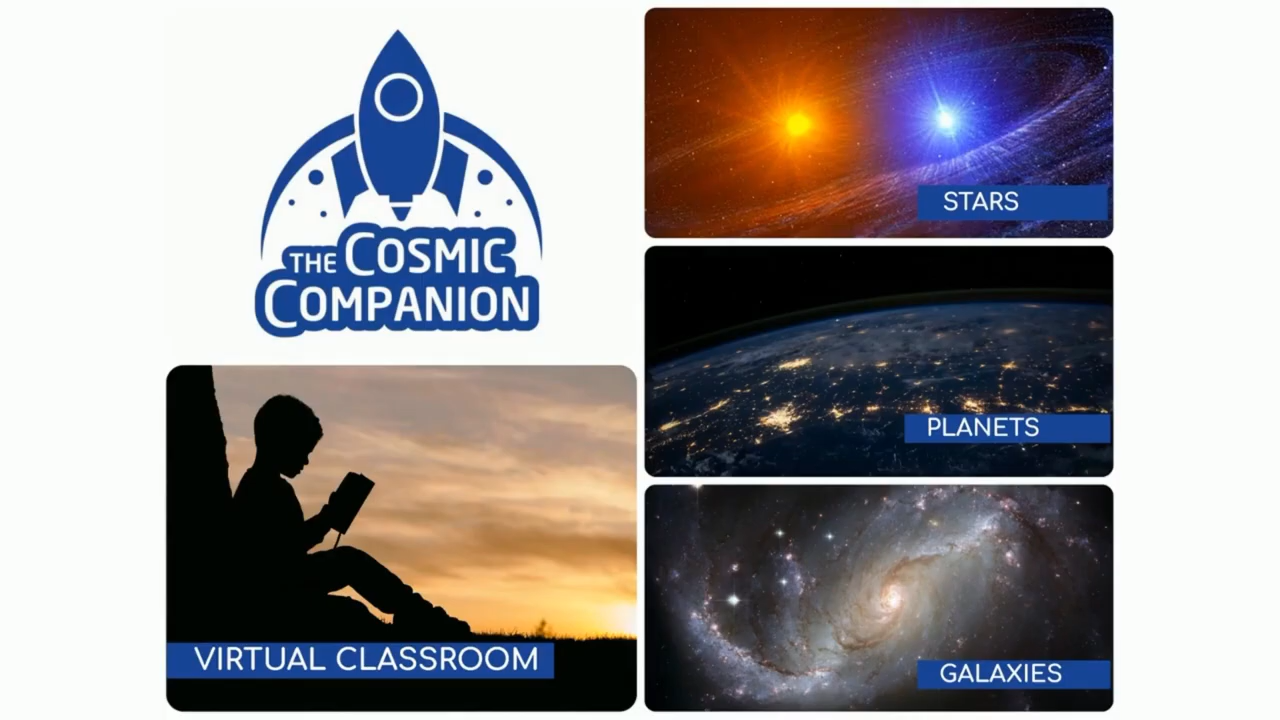 THE COSMIC
COMPANION
VIRTUAL CLASSROOM
STARS
PLANETS
GALAXIES